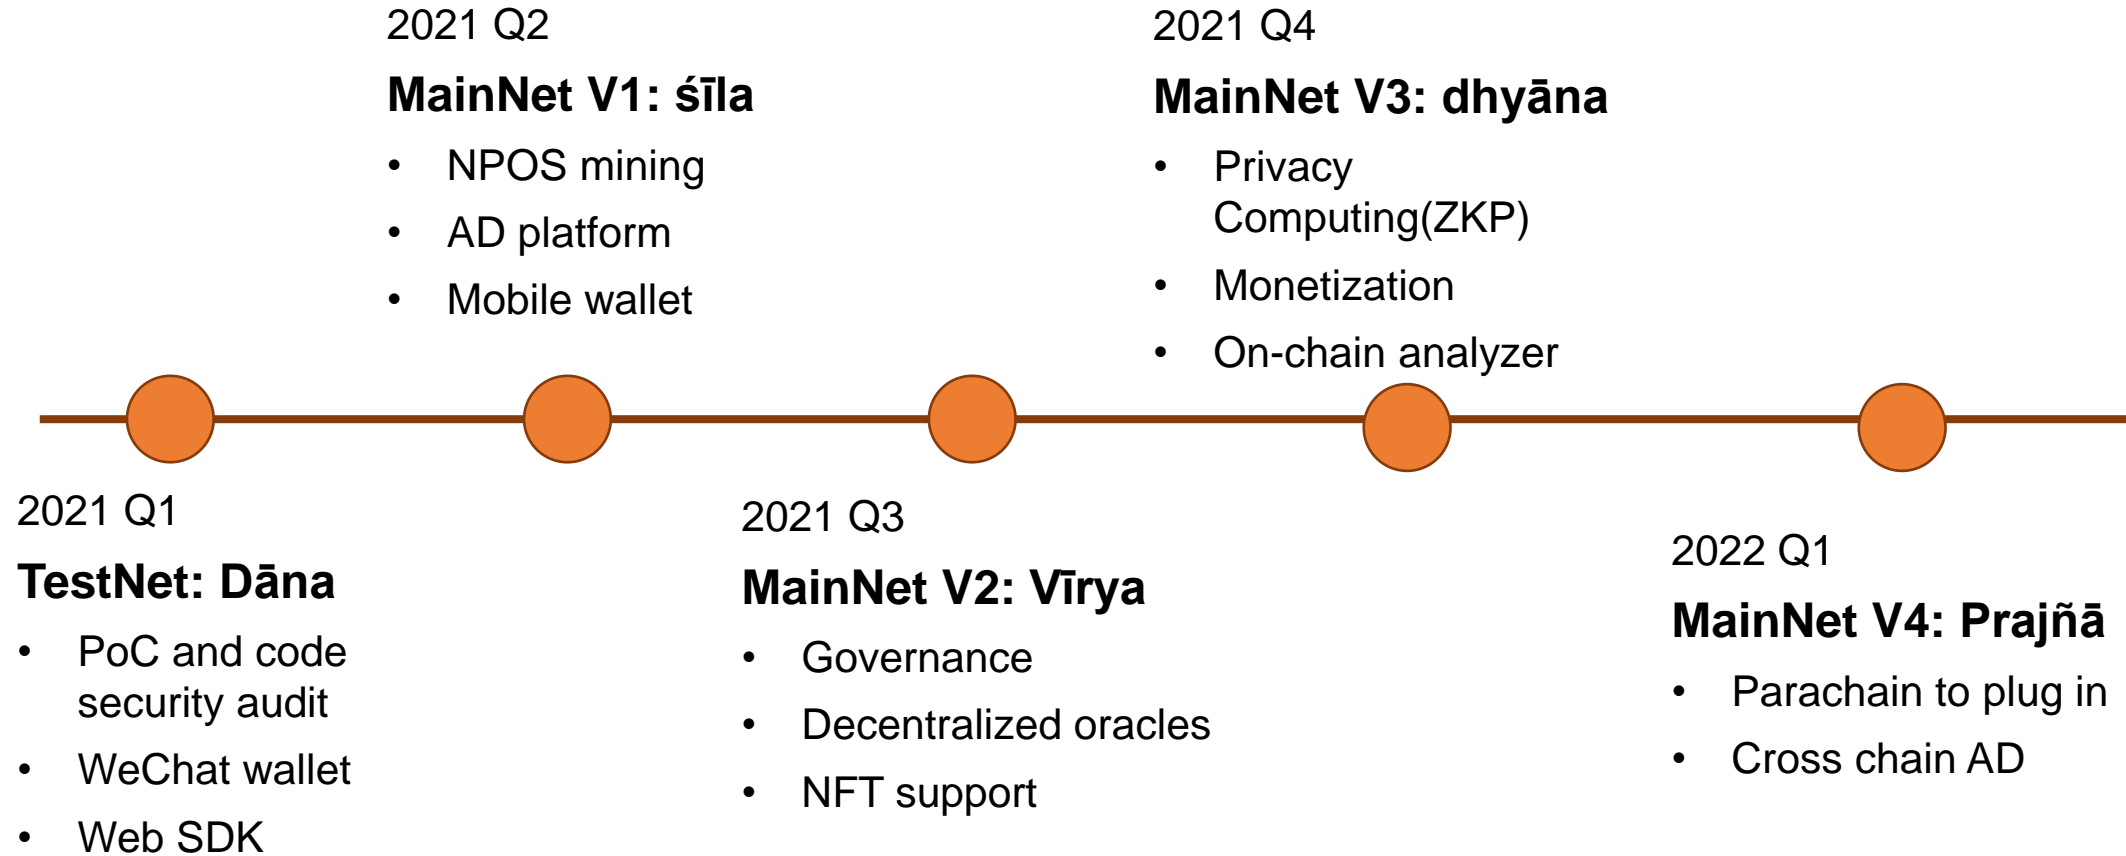 2021 Q1
TestNet: Dāna
• PoC and code
security audit
• WeChat wallet
• Web SDK
2021 Q2
MainNet V1: śīla
• NPOS mining
• AD platform
• Mobile wallet
2021 Q3
MainNet V2: Vīrya
• Governance
• Decentralized oracles
• NFT support
2021 Q4
MainNet V3: dhyāna
• Privacy
Computing(ZKP)
• Monetization
• On-chain analyzer
2022 Q1
MainNet V4: Prajñā
• Parachain to plug in
• Cross chain AD